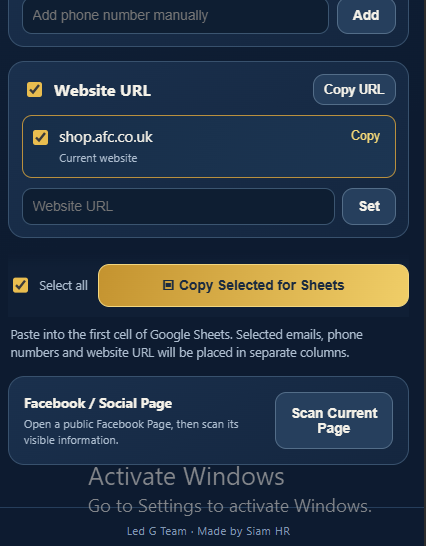 Add phone number manually
Add
Website URL
Copy URL
shop.afc.co.uk
Copy
Current website
Website URL
Set
Select all
Copy Selected for Sheets
Paste into the first cell of Google Sheets. Selected emails, phone
numbers and website URL will be placed in separate columns.
Facebook / Social Page
Open a public Facebook Page, then scan its
visible information.
Scan Current
Page
Activate Windows
Go to Settings to activate Windows.
Led G Team · Made by Siam HR